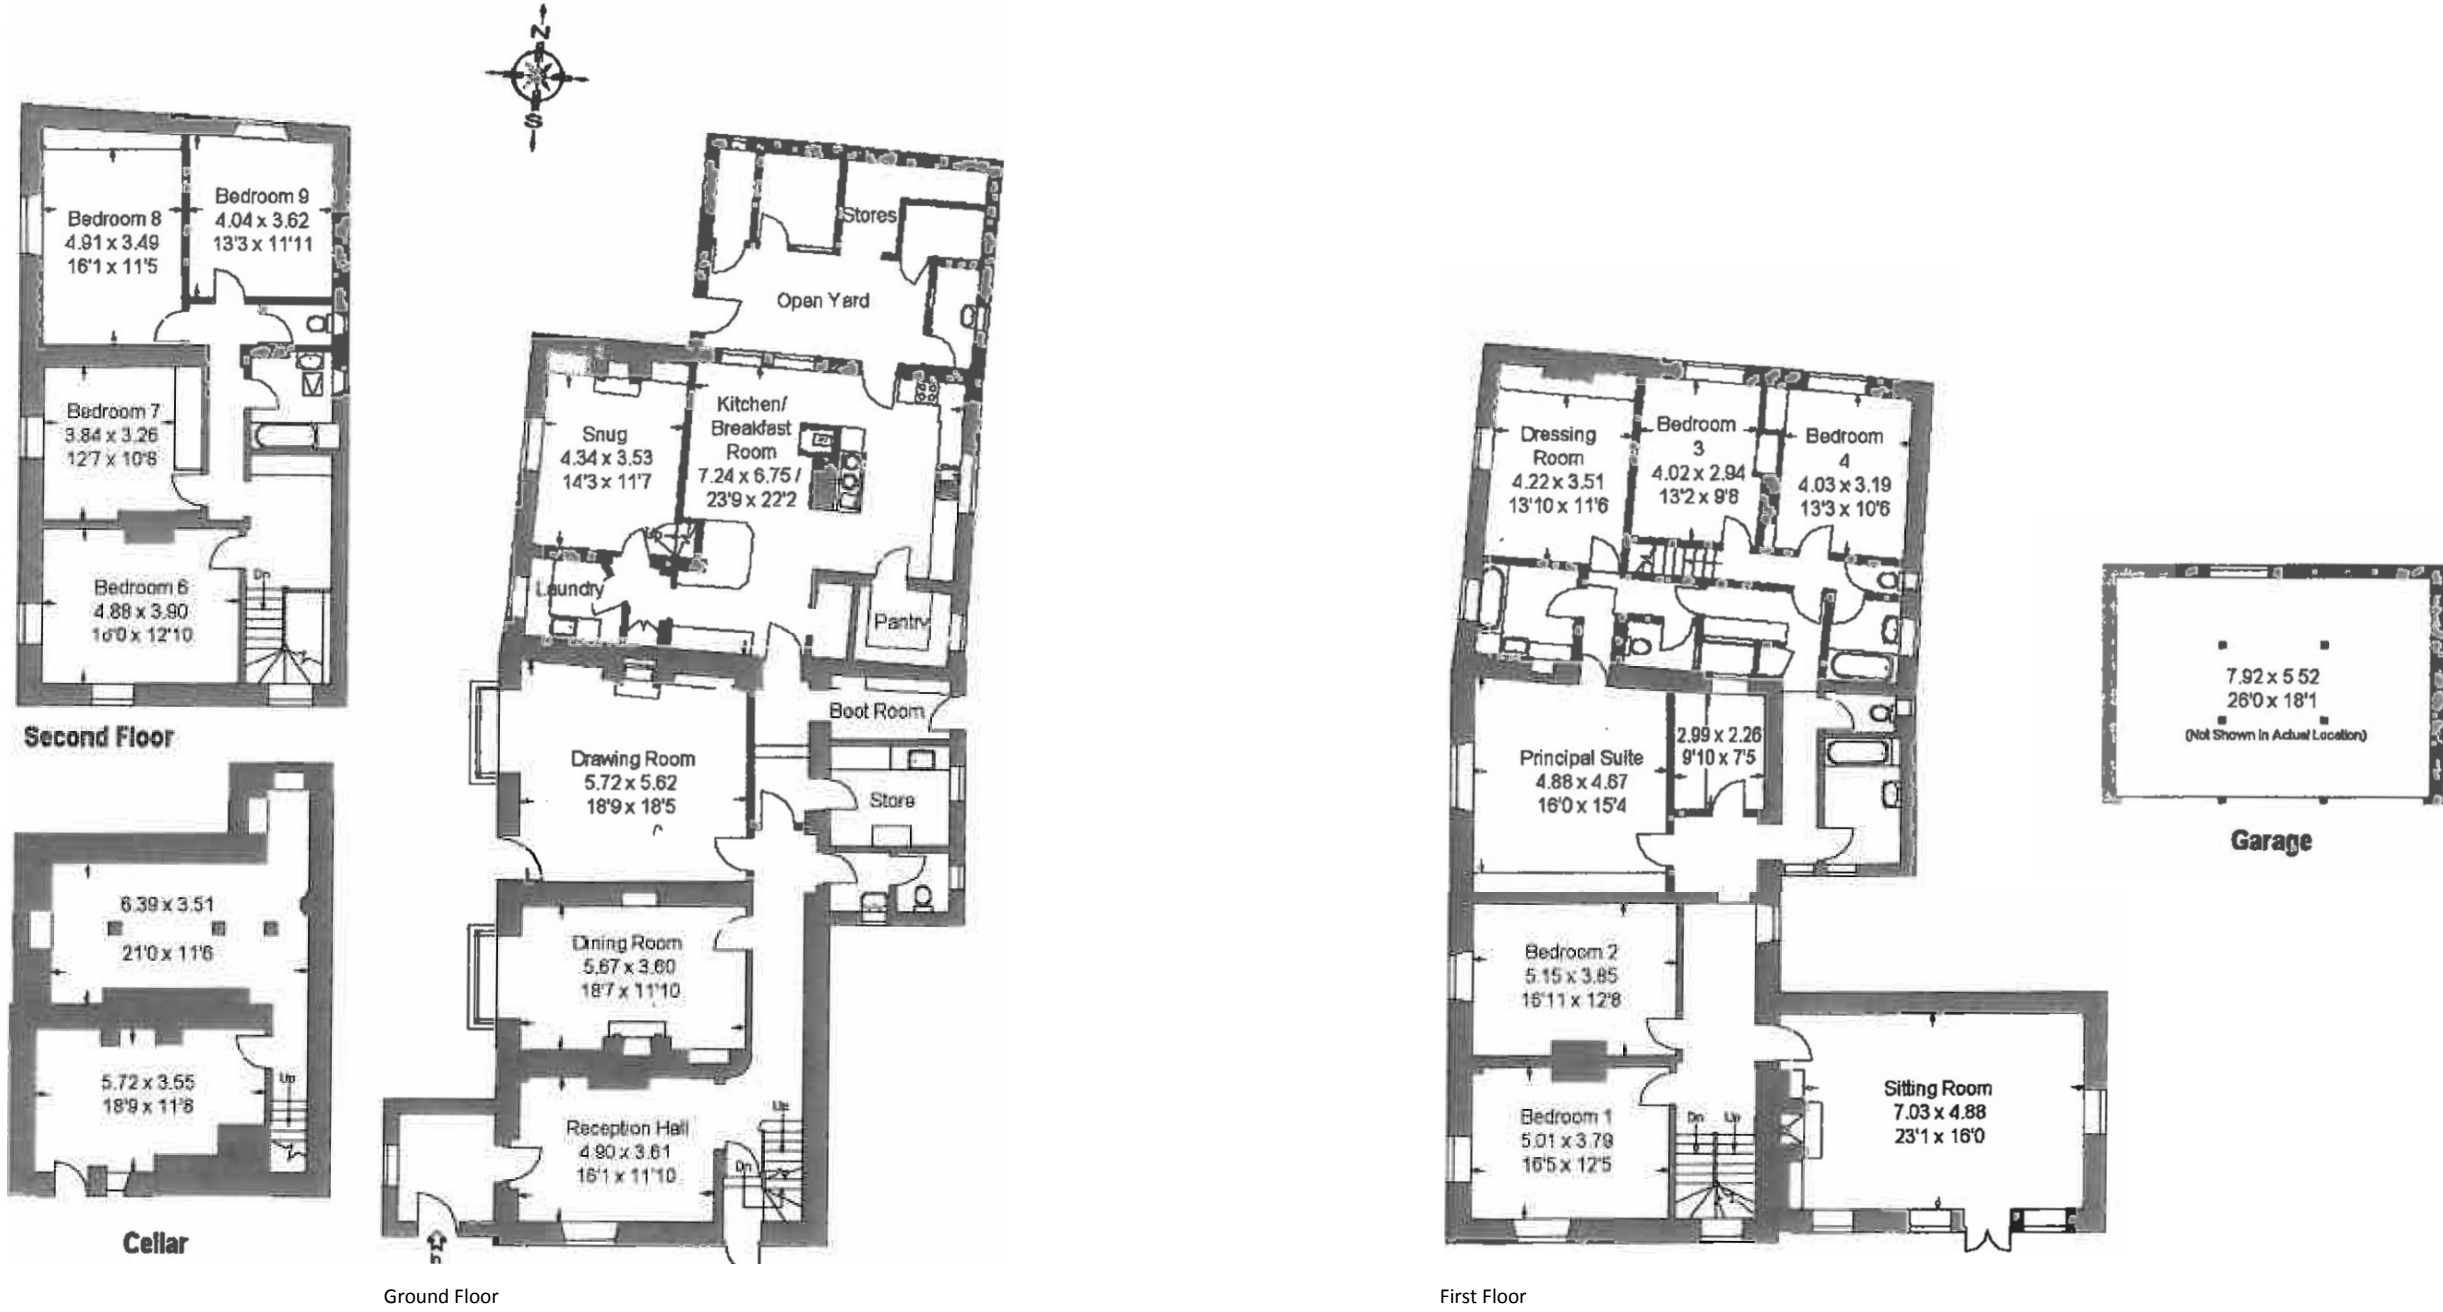 N
S
Bedroom 8
4.91 x 3.49
16'1 x 11'5
Bedroom 9
4.04 x 3.62
13'3 x 11'11
Bedroom 7
3.84 x 3.26
12'7 x 10'8
Bedroom 6
4.88 x 3.90
16'0 x 12'10
Dn
Second Floor
6.39 x 3.51
21'0 x 11'6
5.72 x 3.55
18'9 x 11'8
Up
Cellar
Stores
Open Yard
Snug
4.34 x 3.53
14'3 x 11'7
Kitchen/
Breakfast
Room
7.24 x 6.75 /
23'9 x 22'2
Up
Laundry
Pantry
Boot Room
Drawing Room
5.72 x 5.62
18'9 x 18'5
Store
Dining Room
5.67 x 3.60
18'7 x 11'10
Reception Hall
4.90 x 3.61
16'1 x 11'10
Up
Dn
Ground Floor
Dressing
Room
4.22 x 3.51
13'10 x 11'6
Bedroom
3
4.02 x 2.94
13'2 x 9'8
Bedroom
4
4.03 x 3.19
13'3 x 10'6
Principal Suite
4.88 x 4.67
16'0 x 15'4
2.99 x 2.26
9'10 x 7'5
Bedroom 2
5.15 x 3.85
16'11 x 12'8
Bedroom 1
5.01 x 3.79
16'5 x 12'5
Dn
Up
Sitting Room
7.03 x 4.88
23'1 x 16'0
First Floor
7.92 x 5 52
26'0 x 18'1
(Not Shown In Actual Location)
Garage